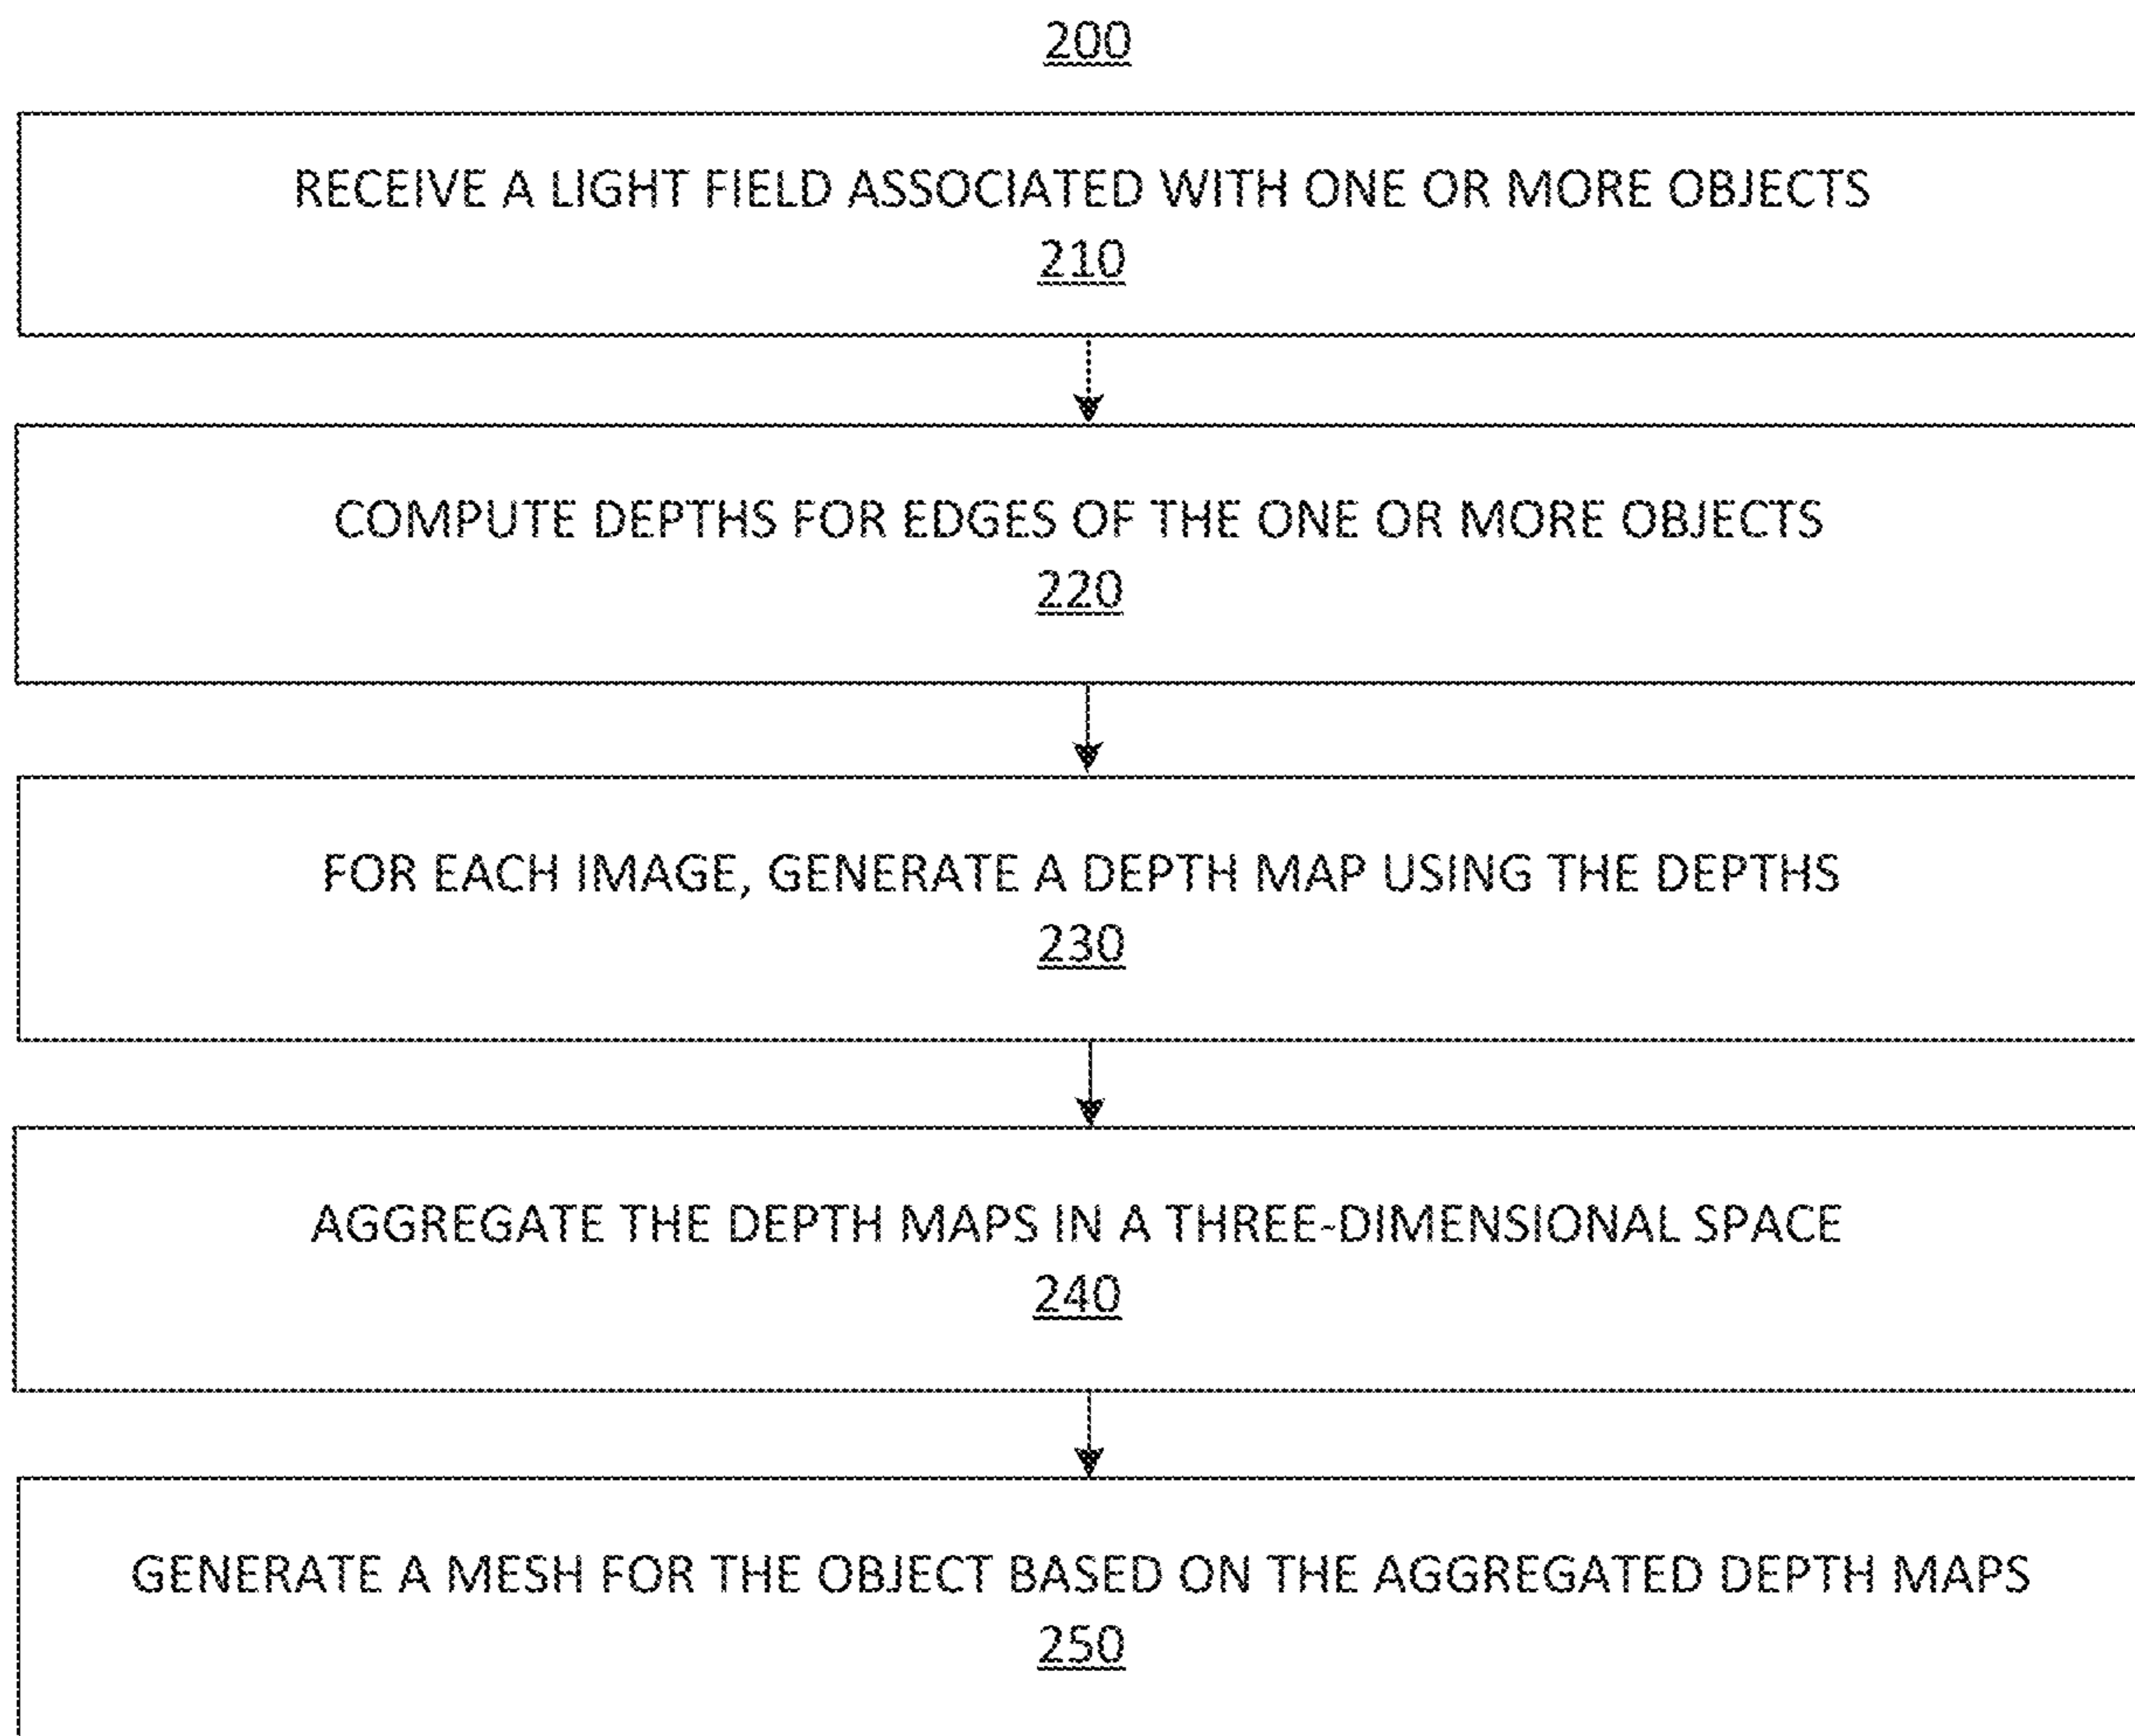 200
RECEIVE A LIGHT FIELD ASSOCIATED WITH ONE OR MORE OBJECTS
210
COMPUTE DEPTHS FOR EDGES OF THE ONE OR MORE OBJECTS
220
FOR EACH IMAGE, GENERATE A DEPTH MAP USING THE DEPTHS
230
AGGREGATE THE DEPTH MAPS IN A THREE-DIMENSIONAL SPACE
240
GENERATE A MESH FOR THE OBJECT BASED ON THE AGGREGATED DEPTH MAPS
250